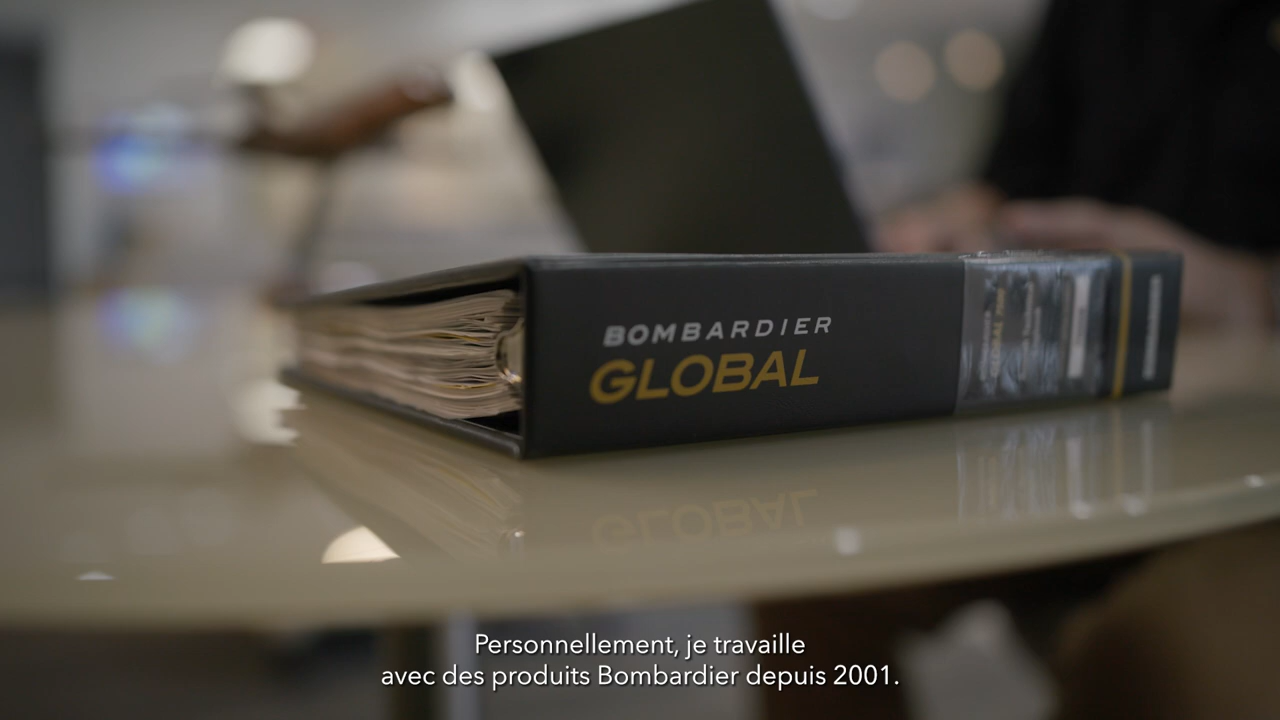 BOMBARDIER
GLOBAL
Personnellement, je travaille
avec des produits Bombardier depuis 2001.